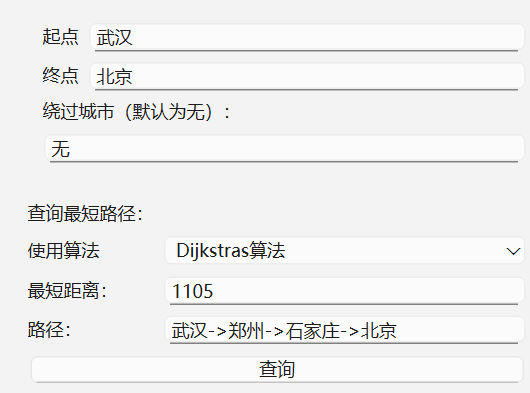 起点 武汉
终点 北京
绕过城市（默认为无）：
无
查询最短路径：
使用算法 Dijkstras算法
最短距离： 1105
路径： 武汉->郑州->石家庄->北京
查询